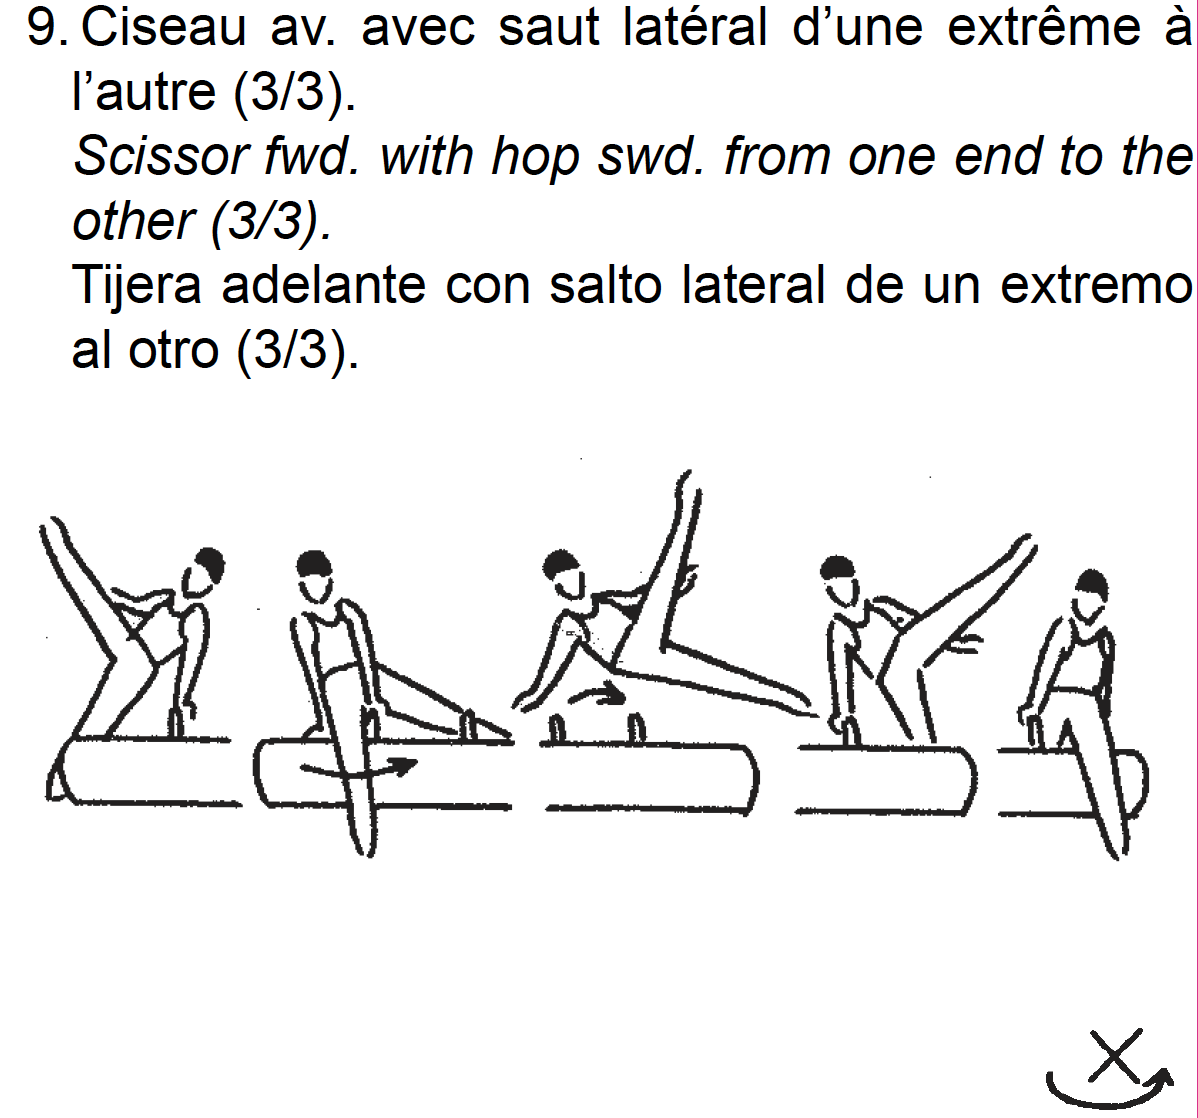 9. Ciseau av. avec saut latéral d’une extrême à
l’autre (3/3).
Scissor fwd. with hop swd. from one end to the
other (3/3).
Tijera adelante con salto lateral de un extremo
al otro (3/3).